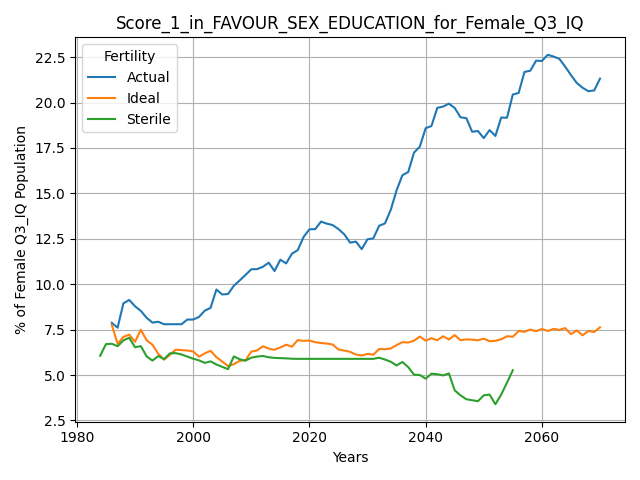 Score_1_in_FAVOUR_SEX_EDUCATION_for_Female_Q3_IQ
Fertility
Actual
Ideal
Sterile
% of Female Q3_IQ Population
22.5
20.0
17.5
15.0
12.5
10.0
7.5
5.0
2.5
1980 2000 2020 2040 2060
Years